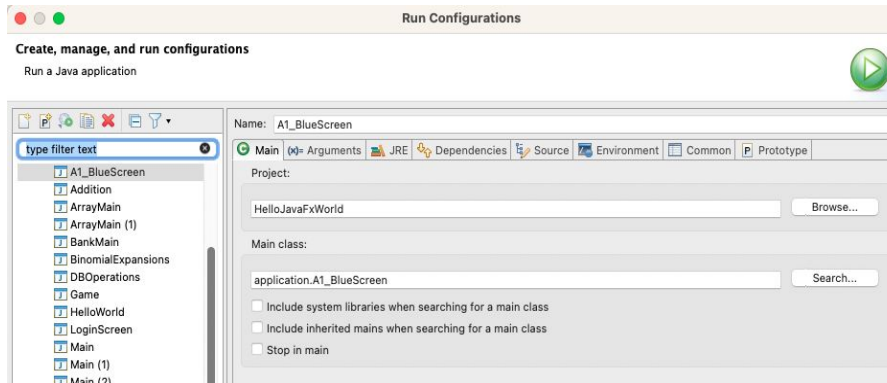 Run Configurations
Create, manage, and run configurations
Run a Java application
type filter text
A1_BlueScreen
Addition
ArrayMain
ArrayMain (1)
BankMain
BinomialExpansions
DBOperations
Game
HelloWorld
LoginScreen
Main
Main (1)
Main (2)
Name: A1_BlueScreen
Main (x)= Arguments JRE Dependencies Source Environment Common P Prototype
Project:
HelloJavaFxWorld Browse...
Main class:
application.A1_BlueScreen Search...
Include system libraries when searching for a main class
Include inherited mains when searching for a main class
Stop in main